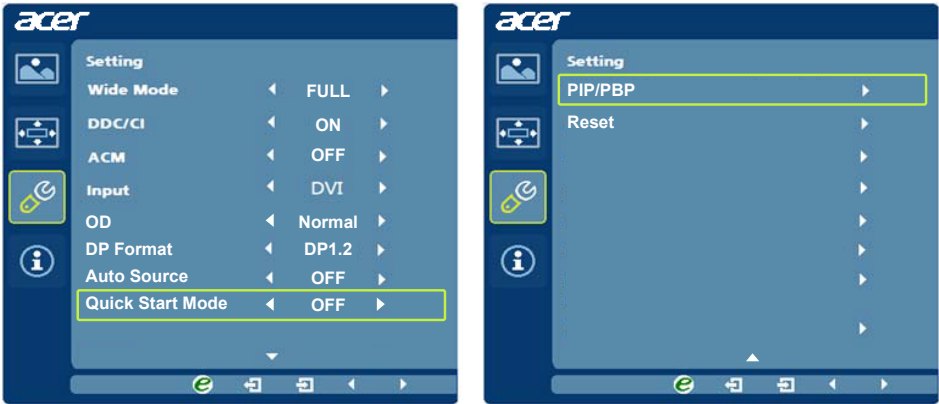 acer
Setting
Wide Mode FULL
DDC/CI ON
ACM OFF
Input DVI
OD Normal
DP Format DP1.2
Auto Source OFF
Quick Start Mode OFF
e
acer
Setting
PIP/PBP
Reset
e